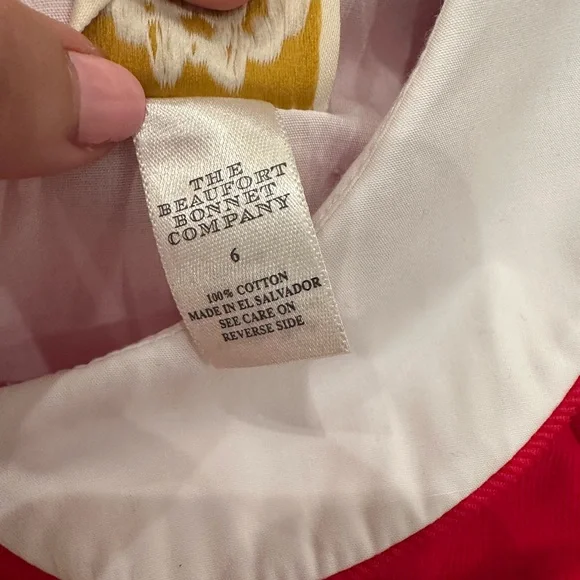 THE
BEAUFORT
BONNET
COMPANY
6
100% COTTON
MADE IN EL SALVADOR
SEE CARE ON
REVERSE SIDE